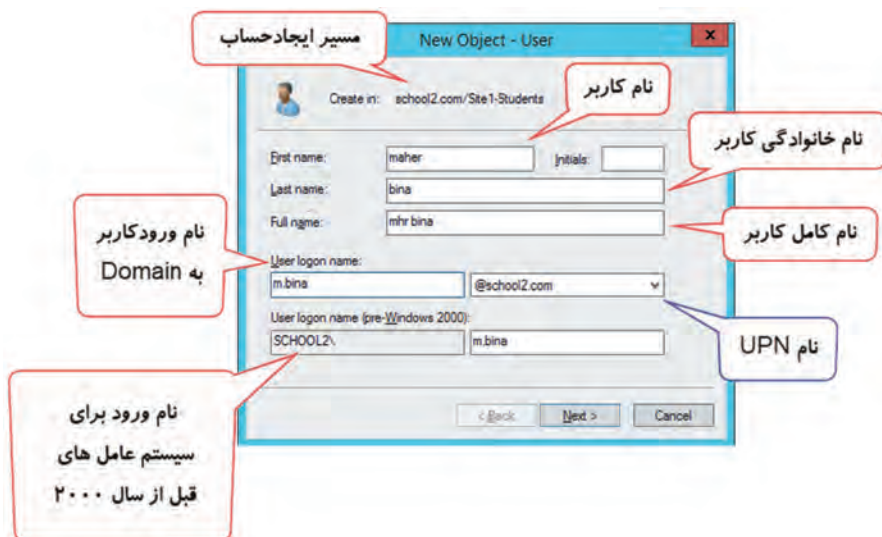 مسیر ایجادحساب
New Object - User
x
Create in: school2.com/Site1-Students
نام کاربر
First name: maher Initials:
نام خانوادگی کاربر
Last name: bina
Full name: mhr bina
نام کامل کاربر
نام ورودکاربر
به Domain
User logon name:
m.bina @school2.com
User logon name (pre-Windows 2000):
SCHOOL2\ m.bina
نام UPN
نام ورود برای
سیستم عامل های
قبل از سال ۲۰۰۰
< Back Next > Cancel